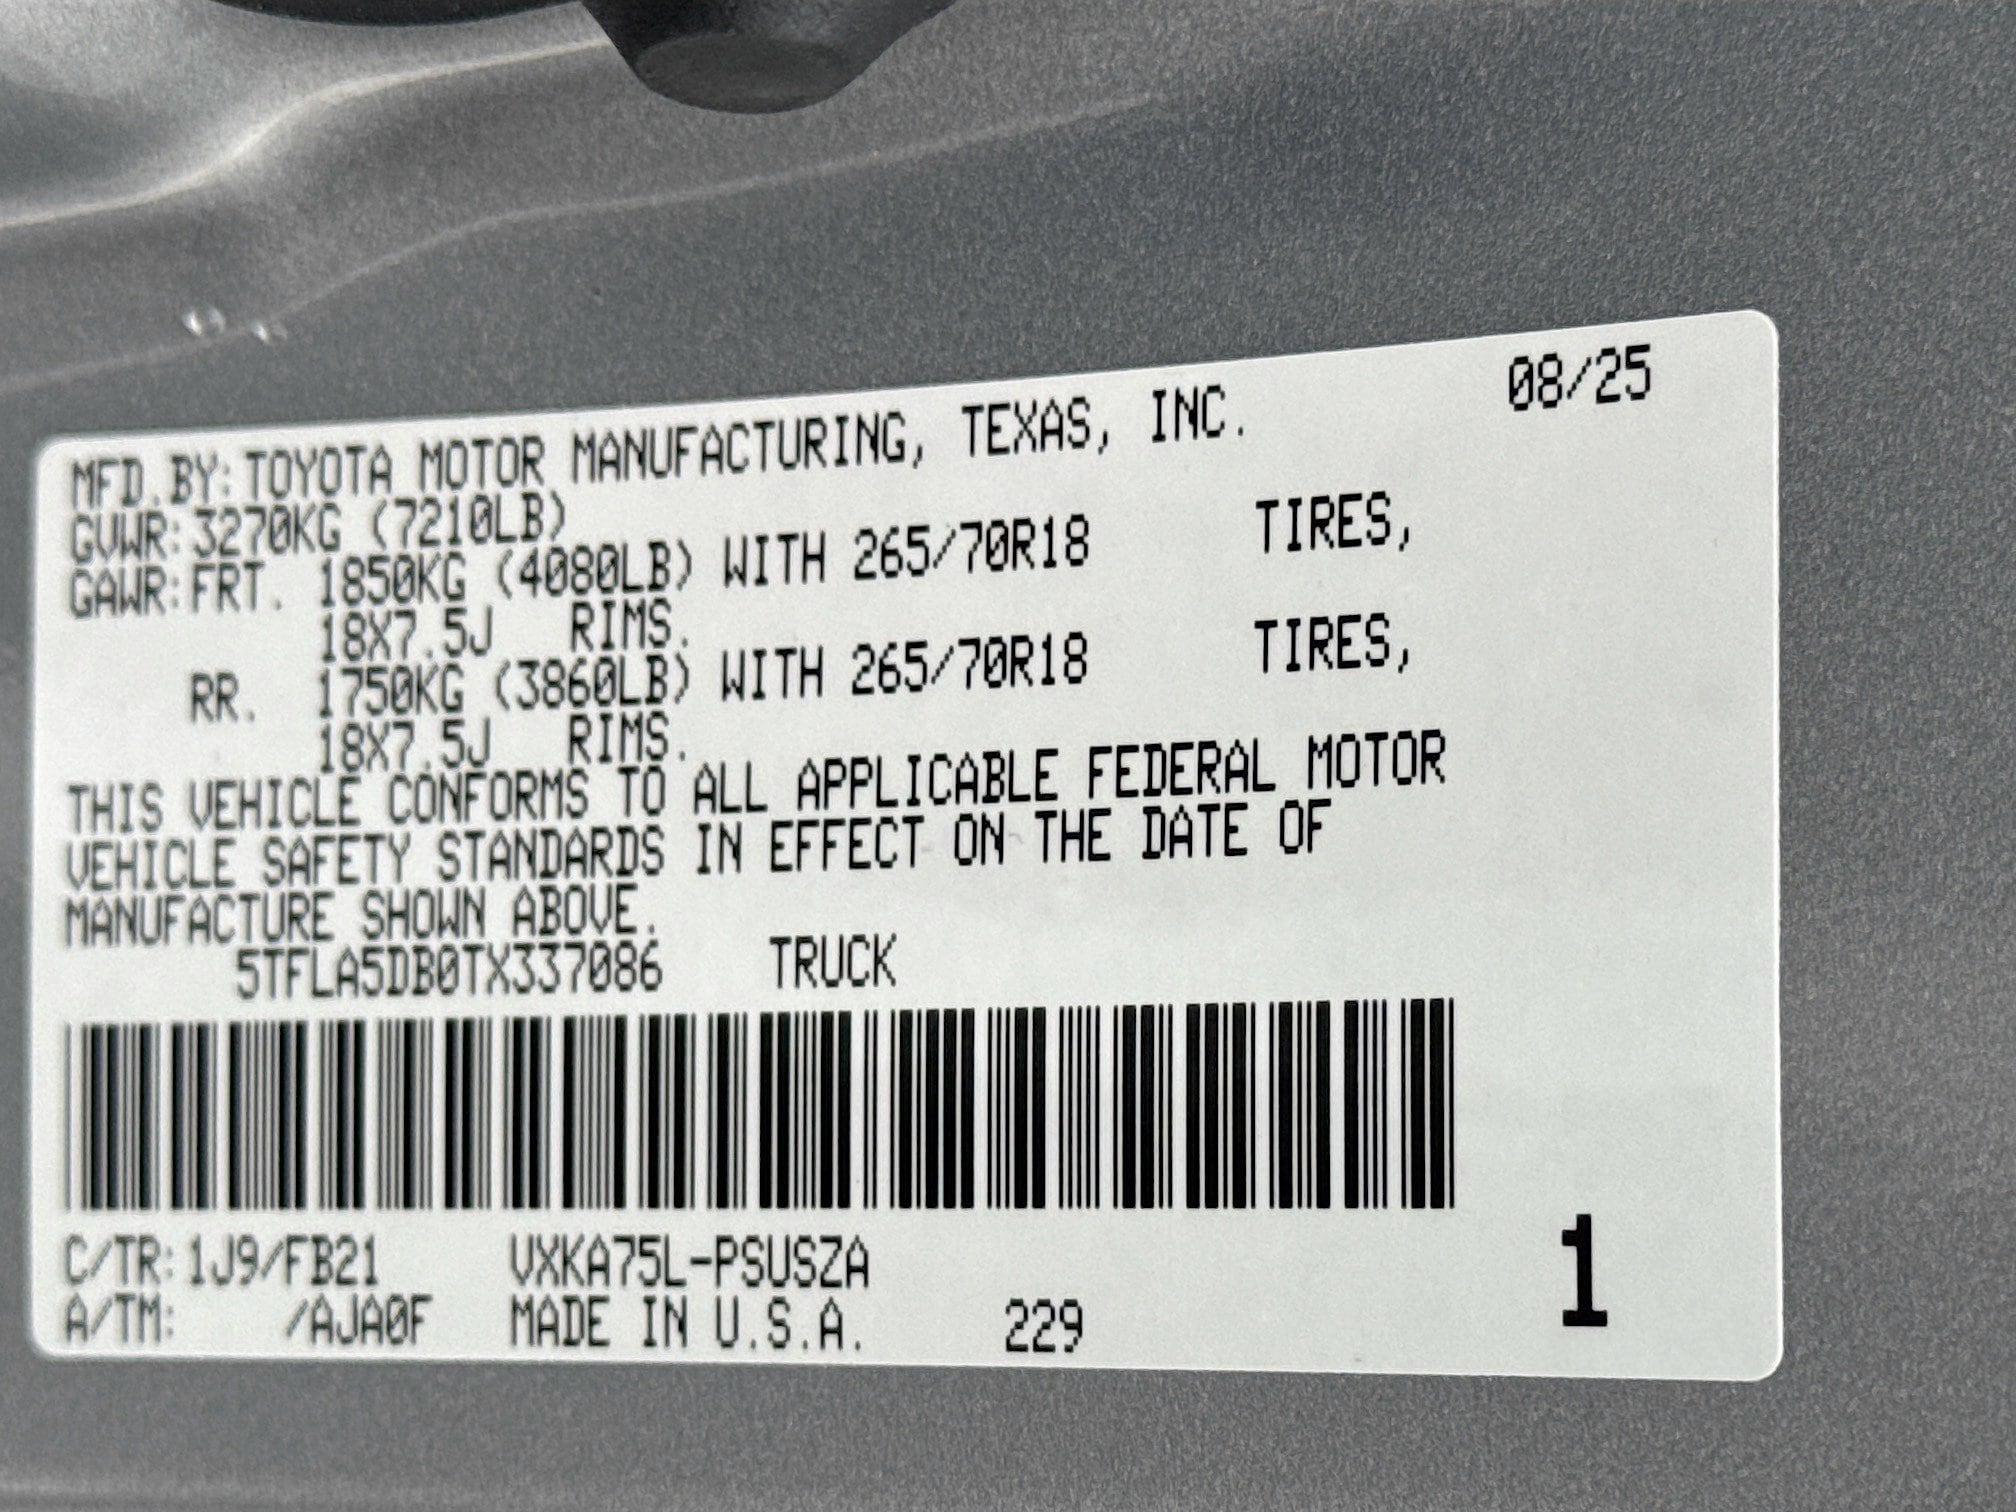 08/25
MFD.BY:TOYOTA MOTOR MANUFACTURING, TEXAS, INC.
GVWR:3270KG (7210LB)
GAWR:FRT. 1850KG (4080LB) WITH 265/70R18 TIRES,
18X7.5J RIMS.
RR. 1750KG (3860LB) WITH 265/70R18 TIRES,
18X7.5J RIMS.
THIS VEHICLE CONFORMS TO ALL APPLICABLE FEDERAL MOTOR
VEHICLE SAFETY STANDARDS IN EFFECT ON THE DATE OF
MANUFACTURE SHOWN ABOVE.
5TFLA5DB0TX337086 TRUCK
C/TR:1J9/FB21 VXKA75L-PSUSZA
A/TM: /AJA0F MADE IN U.S.A. 229
1